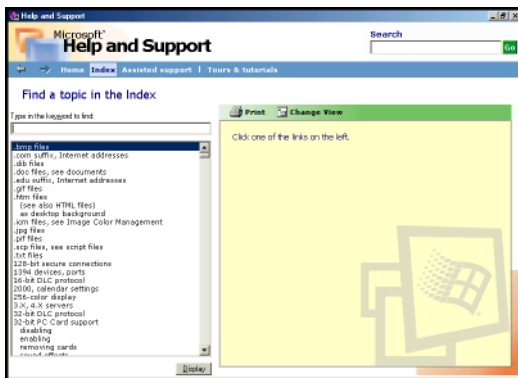 Help and Support
Microsoft®
Help and Support
Search
Go
Home Index Assisted support | Tours & tutorials
Find a topic in the Index
Type in the keyword to find:
Print Change View
Click one of the links on the left.
.bmp files
.com suffix, Internet addresses
.dib files
.doc files, see documents
.edu suffix, Internet addresses
.gif files
.htm files
(see also HTML files)
as desktop background
.icm files, see Image Color Management
.jpg files
.pif files
.scp files, see script files
.txt files
128-bit secure connections
1394 devices, ports
16-bit DLC protocol
2000, calendar settings
256-color display
3.X, 4.X servers
32-bit DLC protocol
32-bit PC Card support
disabling
enabling
removing cards
sound effects
Display